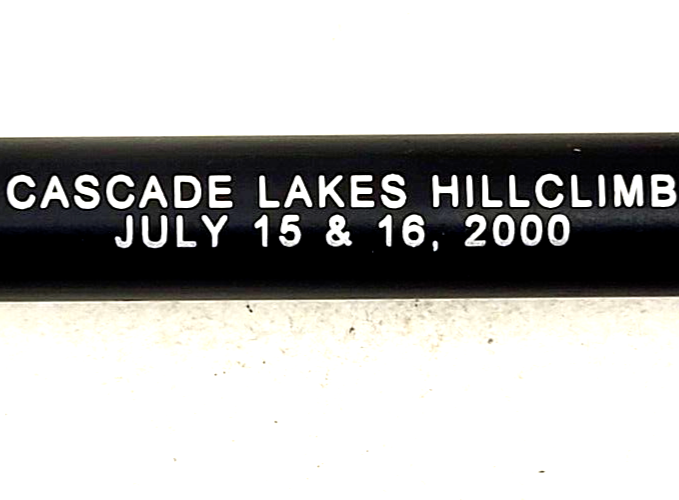 CASCADE LAKES HILLCLIMB
JULY 15 & 16, 2000